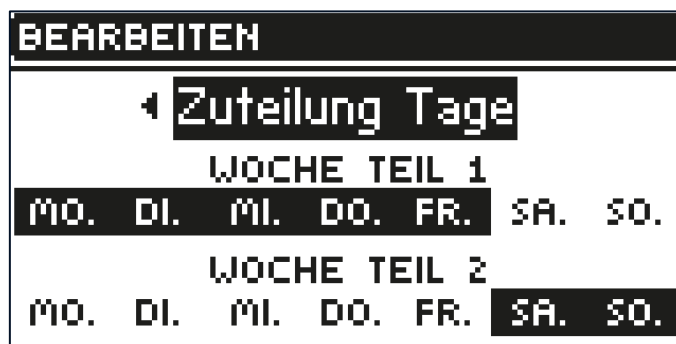 BEARBEITEN
Zuteilung Tage
WOCHE TEIL 1
MO. DI. MI. DO. FR. SA. SO.
WOCHE TEIL 2
MO. DI. MI. DO. FR. SA. SO.